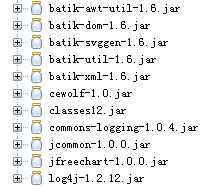 batik-awt-util-1.6.jar
batik-dom-1.6.jar
batik-svggen-1.6.jar
batik-util-1.6.jar
batik-xml-1.6.jar
cewolf-1.0.jar
classes12.jar
commons-logging-1.0.4.jar
jcommon-1.0.0.jar
jfreechart-1.0.0.jar
log4j-1.2.12.jar